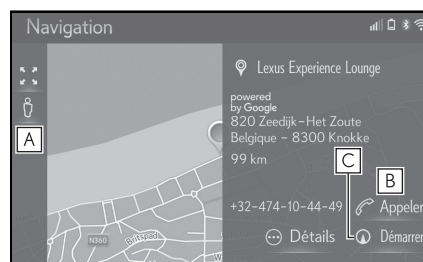 Navigation
A
Lexus Experience Lounge
powered
by Google
820 Zeedijk-Het Zoute
Belgique - 8300 Knokke
99 km
C
B
+32-474-10-44-49
Appeler
Détails
Démarrer
N360
Britspad